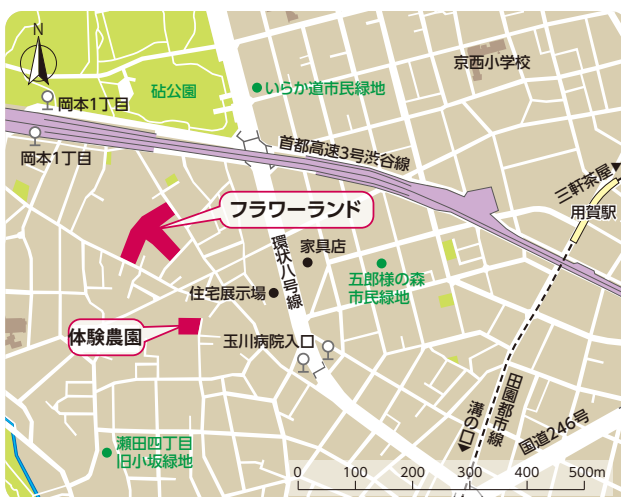 N
京西小学校
砧公園
いらか道市民緑地
岡本1丁目
岡本1丁目
首都高速3号渋谷線
三軒茶屋▶
用賀駅
フラワーランド
環状八号線
家具店
五郎様の森
市民緑地
住宅展示場
体験農園
玉川病院入口
田園都市線
溝の口▶
国道246号
瀬田四丁目
旧小坂緑地
0 100 200 300 400 500m